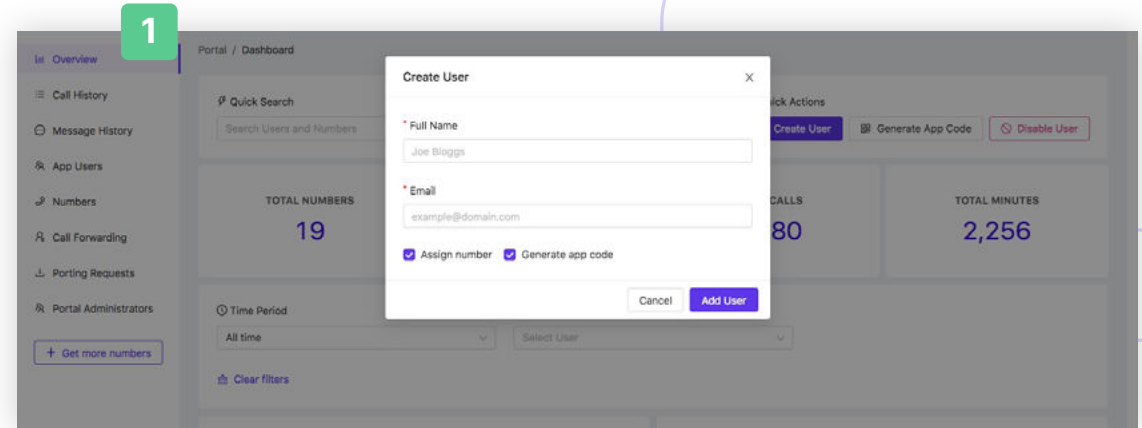 1
Overview
Portal / Dashboard
Create User
X
Call History
Quick Search
ick Actions
Message History
* Full Name
Search Users and Numbers
Create User
Generate App Code
Disable User
Joe Bloggs
App Users
* Email
Numbers
TOTAL NUMBERS
CALLS
TOTAL MINUTES
example@domain.com
19
80
2,256
Call Forwarding
Assign number
Generate app code
Porting Requests
Cancel
Add User
Portal Administrators
Time Period
All time
Select User
+ Get more numbers
Clear filters